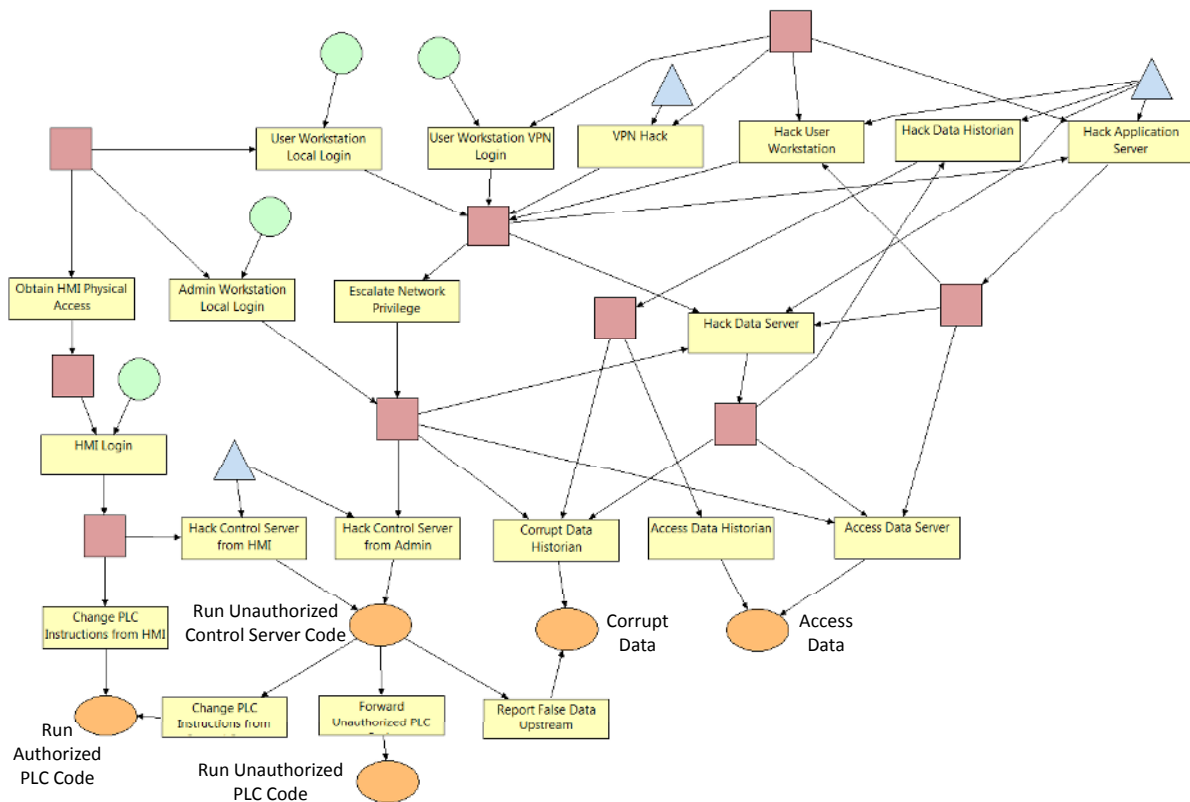 User Workstation
Local Login
User Workstation VPN
Login
VPN Hack
Hack User
Workstation
Hack Data Historian
Hack Application
Server
Obtain HMI Physical
Access
Admin Workstation
Local Login
Escalate Network
Privilege
Hack Data Server
HMI Login
Hack Control Server
from HMI
Hack Control Server
from Admin
Corrupt Data
Historian
Access Data Historian
Access Data Server
Change PLC
Instructions from HMI
Run Unauthorized
Control Server Code
Corrupt
Data
Access
Data
Change PLC
Instructions from
Forward
Unauthorized PLC
Report False Data
Upstream
Run
Authorized
PLC Code
Run Unauthorized
PLC Code